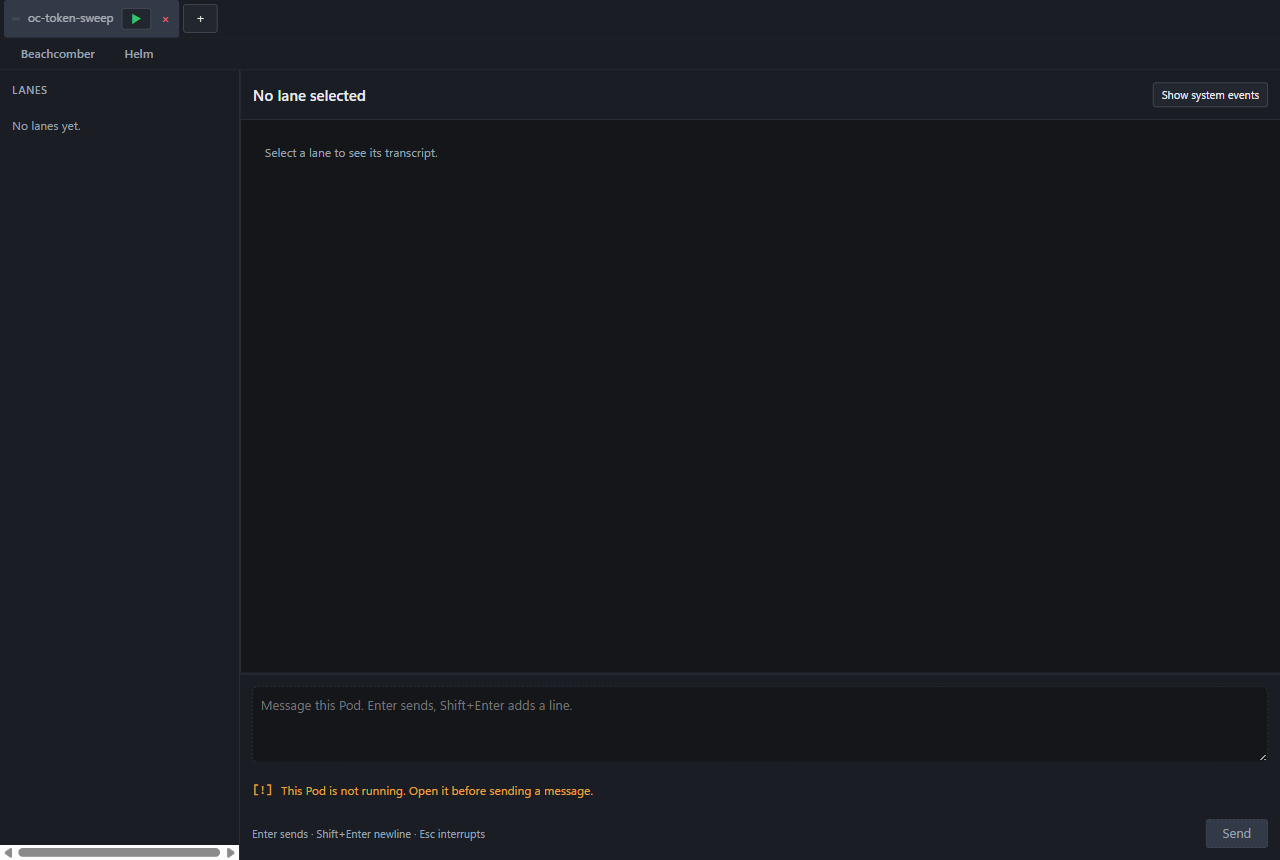 oc-token-sweep × +
Beachcomber Helm
LANES
No lanes yet.
No lane selected
Show system events
Select a lane to see its transcript.
Message this Pod. Enter sends, Shift+Enter adds a line.
[!] This Pod is not running. Open it before sending a message.
Enter sends · Shift+Enter newline · Esc interrupts
Send